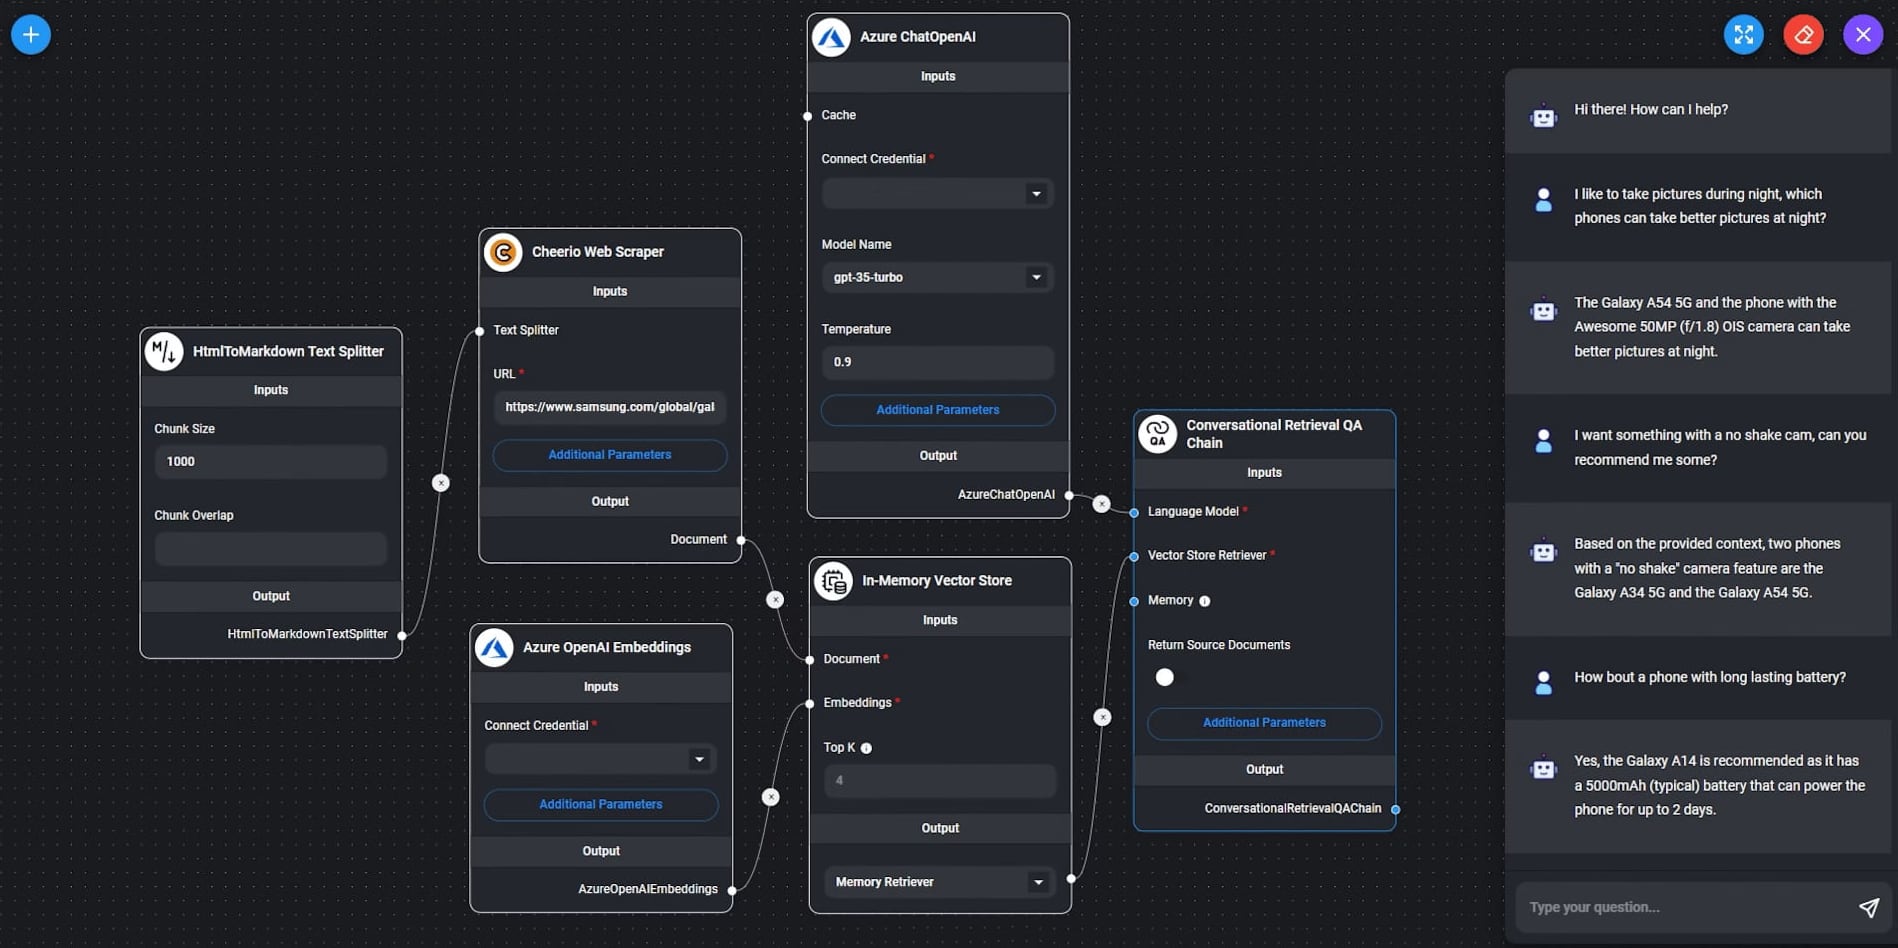 HtmlToMarkdown Text Splitter
Inputs
Chunk Size
1000
Chunk Overlap
Output
HtmlToMarkdownTextSplitter
Cheerio Web Scraper
Inputs
Text Splitter
URL *
https://www.samsung.com/global/gal
Additional Parameters
Output
Document
Azure OpenAI Embeddings
Inputs
Connect Credential *
Additional Parameters
Output
AzureOpenAIEmbeddings
Azure ChatOpenAI
Inputs
Cache
Connect Credential *
Model Name
gpt-35-turbo
Temperature
0.9
Additional Parameters
Output
AzureChatOpenAI
In-Memory Vector Store
Inputs
Document *
Embeddings *
Top K
4
Output
Memory Retriever
QA
Conversational Retrieval QA
Chain
Inputs
Language Model *
Vector Store Retriever *
Memory
Return Source Documents
Additional Parameters
Output
ConversationalRetrievalQAChain
Hi there! How can I help?
I like to take pictures during night, which
phones can take better pictures at night?
The Galaxy A54 5G and the phone with the
Awesome 50MP (f/1.8) OIS camera can take
better pictures at night.
I want something with a no shake cam, can you
recommend me some?
Based on the provided context, two phones
with a "no shake" camera feature are the
Galaxy A34 5G and the Galaxy A54 5G.
How bout a phone with long lasting battery?
Yes, the Galaxy A14 is recommended as it has
a 5000mAh (typical) battery that can power the
phone for up to 2 days.
Type your question...